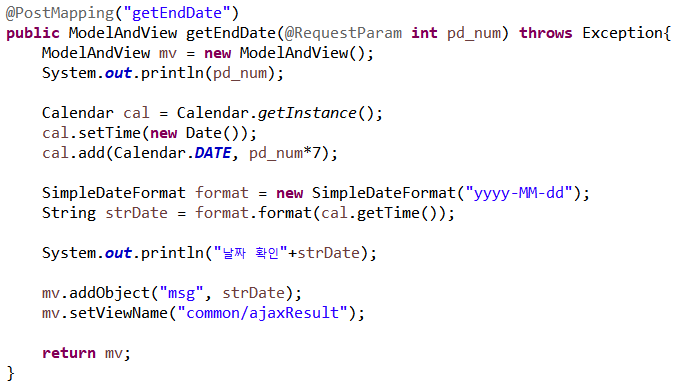 @PostMapping("getEndDate")
public ModelAndView getEndDate(@RequestParam int pd_num) throws Exception{
ModelAndView mv = new ModelAndView();
System.out.println(pd_num);
Calendar cal = Calendar.getInstance();
cal.setTime(new Date());
cal.add(Calendar.DATE, pd_num*7);
SimpleDateFormat format = new SimpleDateFormat("yyyy-MM-dd");
String strDate = format.format(cal.getTime());
System.out.println("날짜 확인"+strDate);
mv.addObject("msg", strDate);
mv.setViewName("common/ajaxResult");
return mv;
}